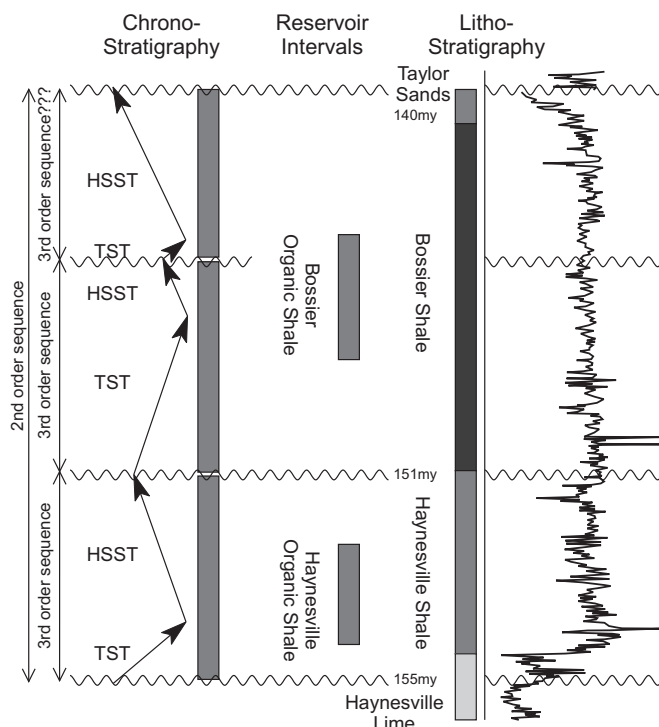 Chrono-
Stratigraphy
Reservoir
Intervals
Litho-
Stratigraphy
Taylor
Sands
140my
2nd order sequence
3rd order sequence???
3rd order sequence
3rd order sequence
HSST
TST
HSST
TST
HSST
TST
Bossier
Organic Shale
Haynesville
Organic Shale
Bossier Shale
151my
Haynesville Shale
155my
Haynesville
Lime